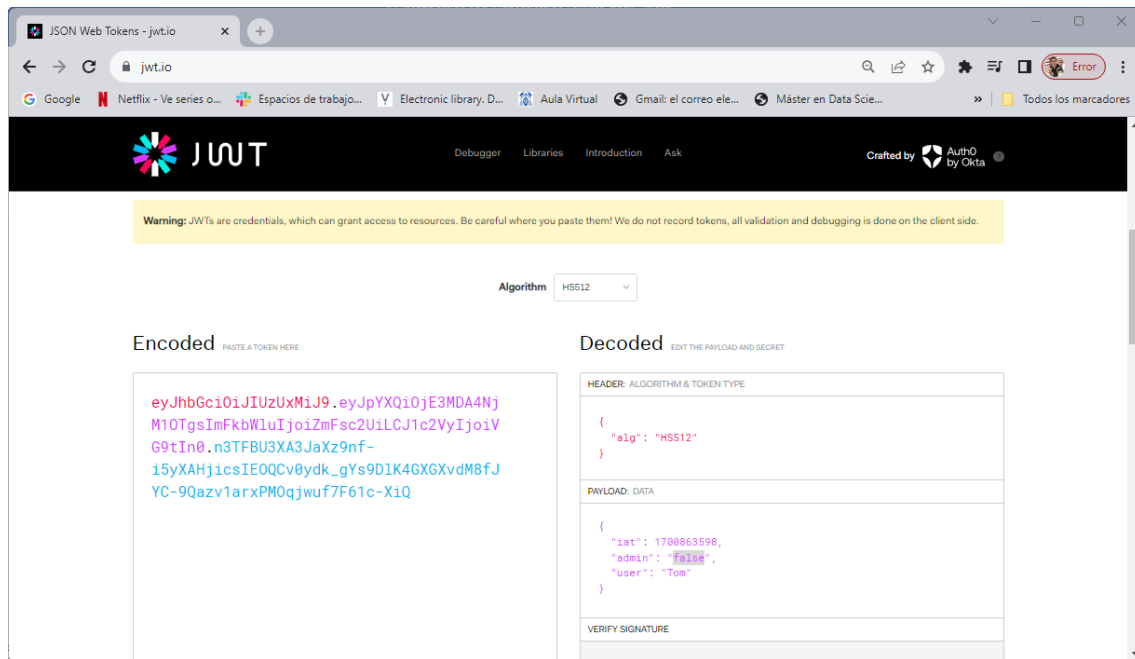 JSON Web Tokens - jwt.io
jwt.io
Error
Google
Netflix - Ve series o...
Espacios de trabajo...
Electronic library. D...
Aula Virtual
Gmail: el correo ele...
Máster en Data Scie...
»
Todos los marcadores
JWT
Debugger
Libraries
Introduction
Ask
Crafted by
Auth0
by Okta
Warning: JWTs are credentials, which can grant access to resources. Be careful where you paste them! We do not record tokens, all validation and debugging is done on the client side.
Algorithm
HS512
Encoded PASTE A TOKEN HERE
eyJhbGciOiJIUzUxMiJ9.eyJpYXQiOjE3MDA4Nj
M1OTgsImFkbWluIjoiZmFsc2UiLCJ1c2VyIjoiV
G9tIn0.n3TFBU3XA3JaXz9nf-
i5yXAHjicsIEOQCv0ydk_gYs9DlK4GXGXvdM8fJ
YC-9Qazv1arxPMOqjwuf7F61c-XiQ
Decoded EDIT THE PAYLOAD AND SECRET
HEADER: ALGORITHM & TOKEN TYPE
{
"alg": "HS512"
}
PAYLOAD: DATA
{
"iat": 1700863598,
"admin": "false",
"user": "Tom"
}
VERIFY SIGNATURE